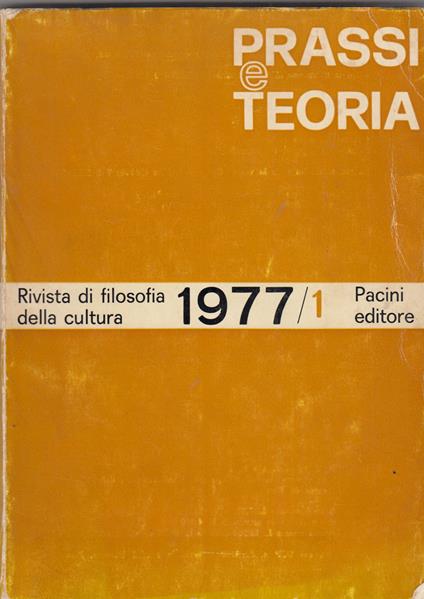 PRASSI
e
TEORIA
Rivista di filosofia
della cultura
1977/1
Pacini
editore